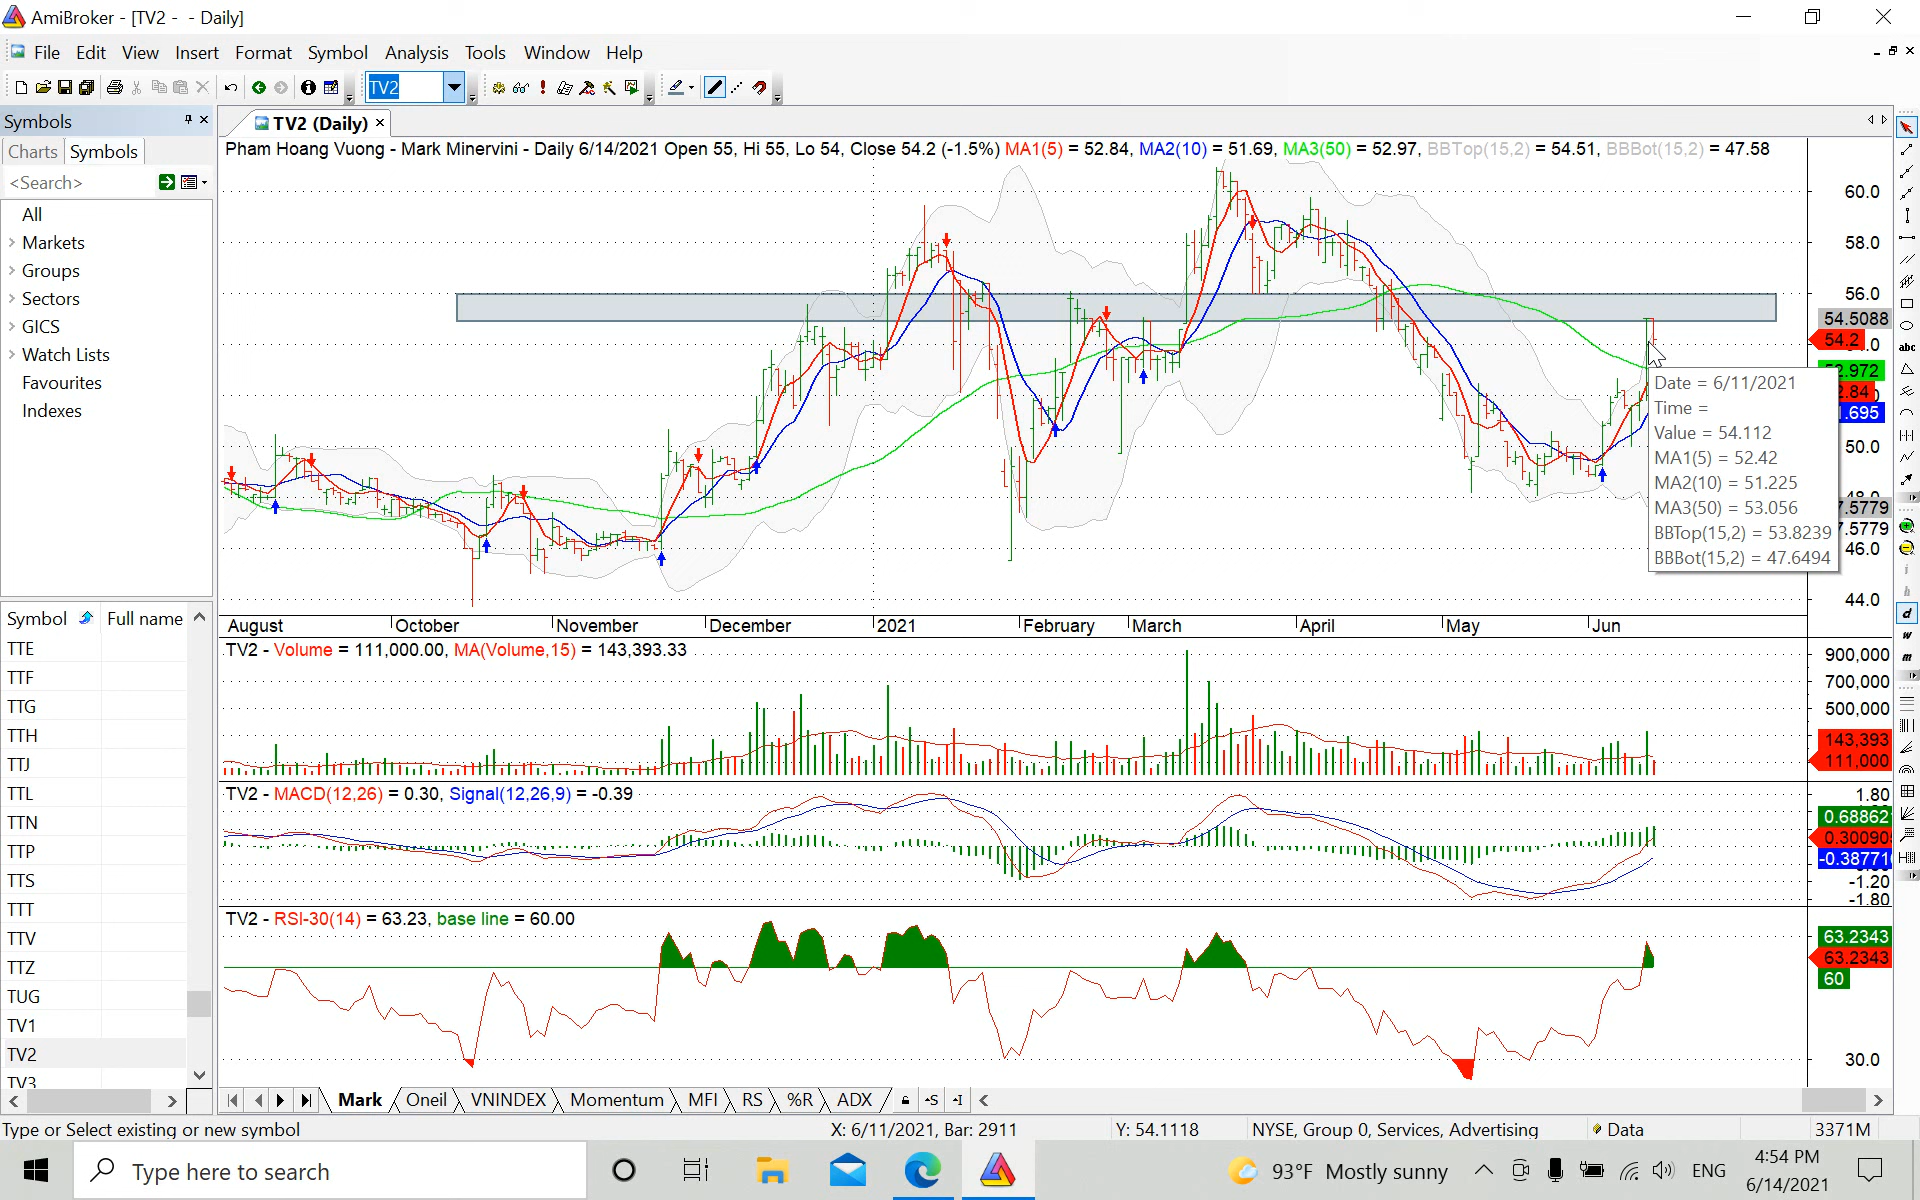 AmiBroker - [TV2 -  - Daily]
File Edit View Insert Format Symbol Analysis Tools Window Help
TV2
Symbols
TV2 (Daily)
Charts Symbols
Pham Hoang Vuong - Mark Minervini - Daily 6/14/2021 Open 55, Hi 55, Lo 54, Close 54.2 (-1.5%) MA1(5) = 52.84, MA2(10) = 51.69, MA3(50) = 52.97, BBTop(15,2) = 54.51, BBBot(15,2) = 47.58
<Search>
All
Markets
Groups
Sectors
GICS
Watch Lists
Favourites
Indexes
60.0
58.0
56.0
54.5088
54.2
50.0
46.0
44.0
abc
Date = 6/11/2021
Time =
Value = 54.112
MA1(5) = 52.42
MA2(10) = 51.225
MA3(50) = 53.056
BBTop(15,2) = 53.8239
BBBot(15,2) = 47.6494
August October November December 2021 February March April May Jun
Symbol Full name
TTE
TTF
TTG
TTH
TTJ
TTL
TTN
TTP
TTS
TTT
TTV
TTZ
TUG
TV1
TV2
TV3
TV2 - Volume = 111,000.00, MA(Volume,15) = 143,393.33
900,000
700,000
500,000
143,393
111,000
TV2 - MACD(12,26) = 0.30, Signal(12,26,9) = -0.39
1.80
0.68862
0.30090
-0.38771
-1.20
-1.80
TV2 - RSI-30(14) = 63.23, base line = 60.00
63.2343
63.2343
60
30.0
d
w
m
Mark Oneil VNINDEX Momentum MFI RS %R ADX
Type or Select existing or new symbol
X: 6/11/2021, Bar: 2911
Y: 54.1118
NYSE, Group 0, Services, Advertising
Data
3371M
Type here to search
93°F Mostly sunny
ENG
4:54 PM
6/14/2021